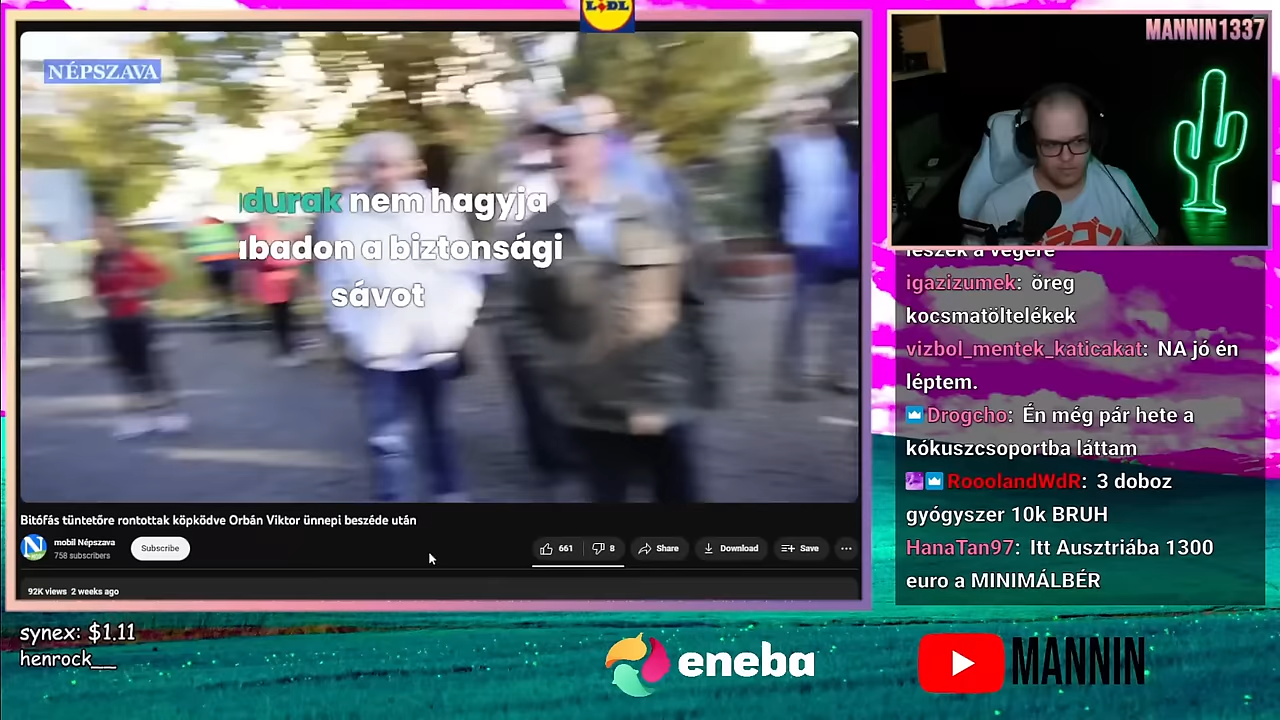 LIDL
NÉPSZAVA
durak nem hagyja
badon a biztonsági
sávot
Bitófás tüntetőre rontottak köpködve Orbán Viktor ünnepi beszéde után
mobil Népszava
758 subscribers
Subscribe
661
8
Share
Download
Save
92K views 2 weeks ago
MANNIN1337
leszek a végére
igazizumek: öreg
kocsmatöltelékek
vizbol_mentek_katicakat: NA jó én
léptem.
Drogcho: Én még pár hete a
kókuszcsoportba láttam
RooolandWdR: 3 doboz
gyógyszer 10k BRUH
HanaTan97: Itt Ausztriába 1300
euro a MINIMÁLBÉR
synex: $1.11
henrock__
eneba
MANNIN